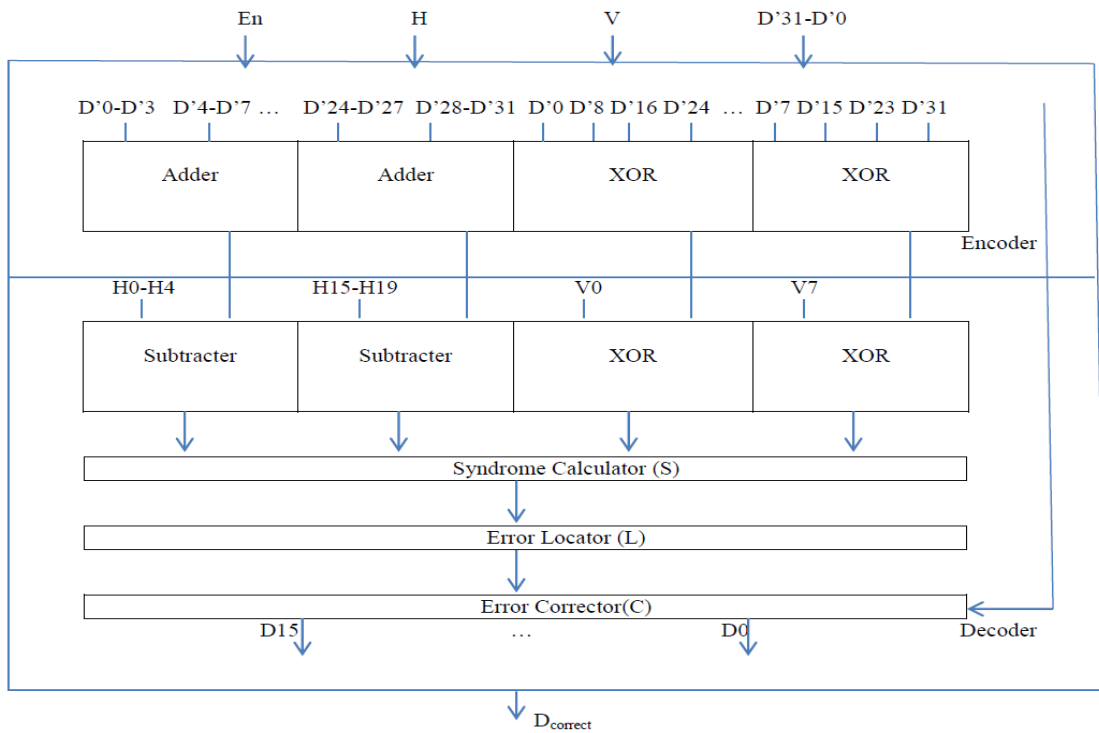 En H V D’31-D’0
D’0-D’3 D’4-D’7 … D’24-D’27 D’28-D’31 D’0 D’8 D’16 D’24 … D’7 D’15 D’23 D’31
Adder Adder XOR XOR
Encoder
H0-H4 H15-H19 V0 V7
Subtracter Subtracter XOR XOR
Syndrome Calculator (S)
Error Locator (L)
Error Corrector(C)
D15 … D0 Decoder
Dcorrect